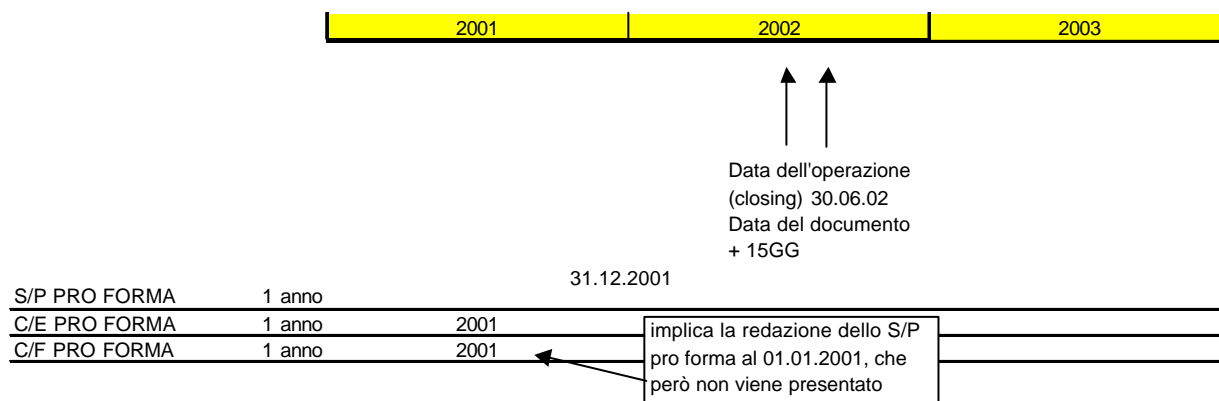 2001 2002 2003
Data dell'operazione
(closing) 30.06.02
Data del documento
+ 15GG
31.12.2001
S/P PRO FORMA 1 anno
C/E PRO FORMA 1 anno 2001
C/F PRO FORMA 1 anno 2001
implica la redazione dello S/P
pro forma al 01.01.2001, che
però non viene presentato